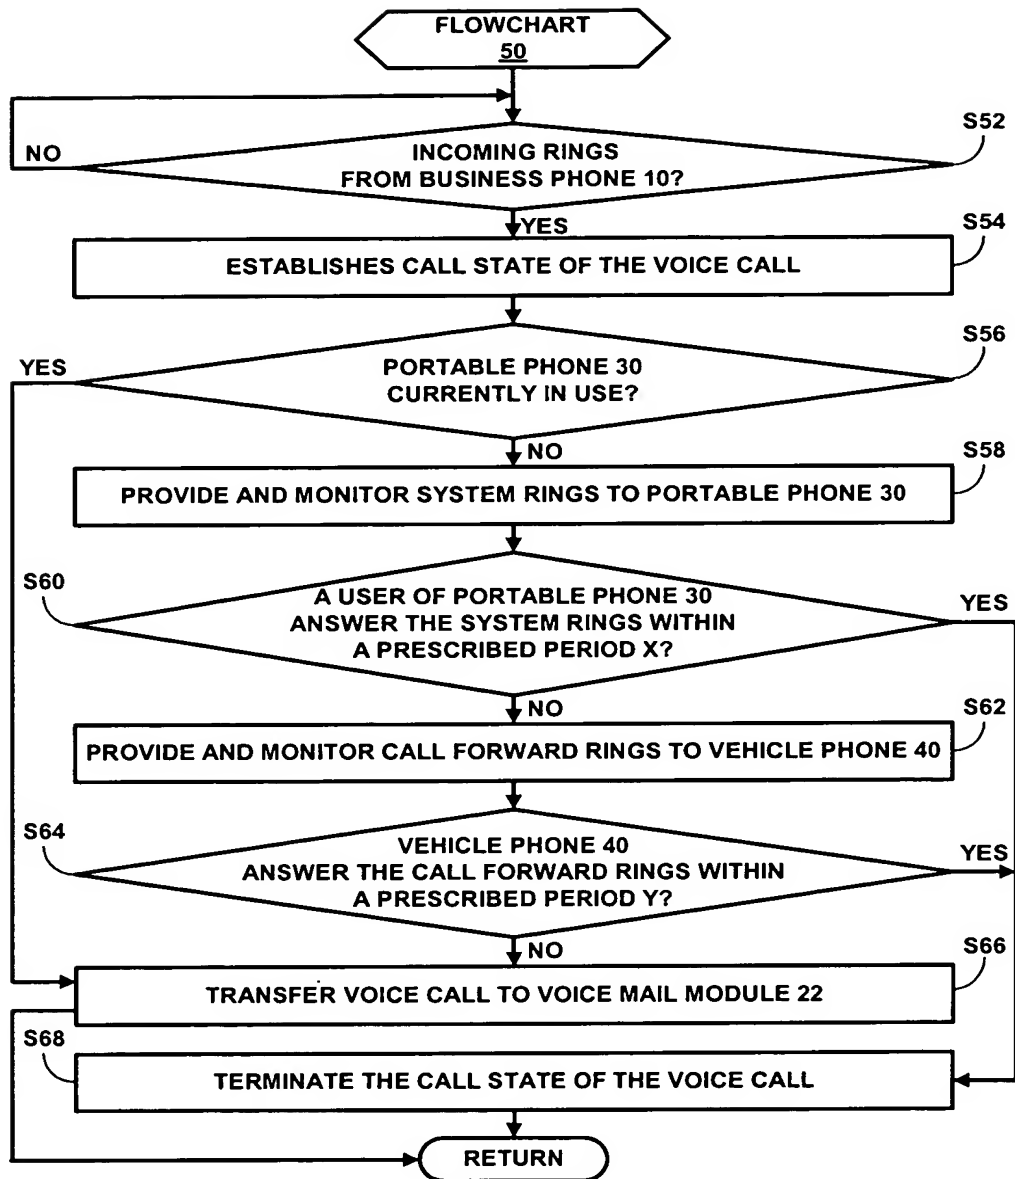 FLOWCHART
50
S52
NO
INCOMING RINGS
FROM BUSINESS PHONE 10?
YES
S54
ESTABLISHES CALL STATE OF THE VOICE CALL
S56
YES
PORTABLE PHONE 30
CURRENTLY IN USE?
NO
S58
PROVIDE AND MONITOR SYSTEM RINGS TO PORTABLE PHONE 30
S60
A USER OF PORTABLE PHONE 30
ANSWER THE SYSTEM RINGS WITHIN
A PRESCRIBED PERIOD X?
YES
NO
S62
PROVIDE AND MONITOR CALL FORWARD RINGS TO VEHICLE PHONE 40
S64
VEHICLE PHONE 40
ANSWER THE CALL FORWARD RINGS WITHIN
A PRESCRIBED PERIOD Y?
YES
NO
S66
TRANSFER VOICE CALL TO VOICE MAIL MODULE 22
S68
TERMINATE THE CALL STATE OF THE VOICE CALL
RETURN